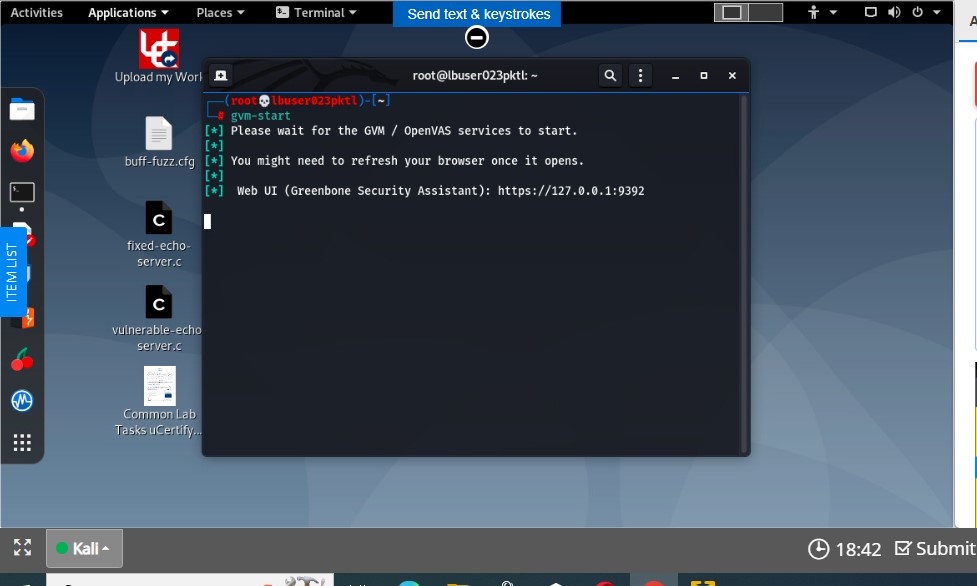 Activities Applications Places Terminal
Send text & keystrokes
Upload my Work
root@lbuser023pktl: ~
(root lbuser023pktl)-[~]
# gvm-start
[*] Please wait for the GVM / OpenVAS services to start.
[*]
[*] You might need to refresh your browser once it opens.
[*]
[*] Web UI (Greenbone Security Assistant): https://127.0.0.1:9392
buff-fuzz.cfg
fixed-echo-
server.c
ITEM LIST
vulnerable-echo
server.c
Common Lab
Tasks uCertify...
Kali
18:42
Submit